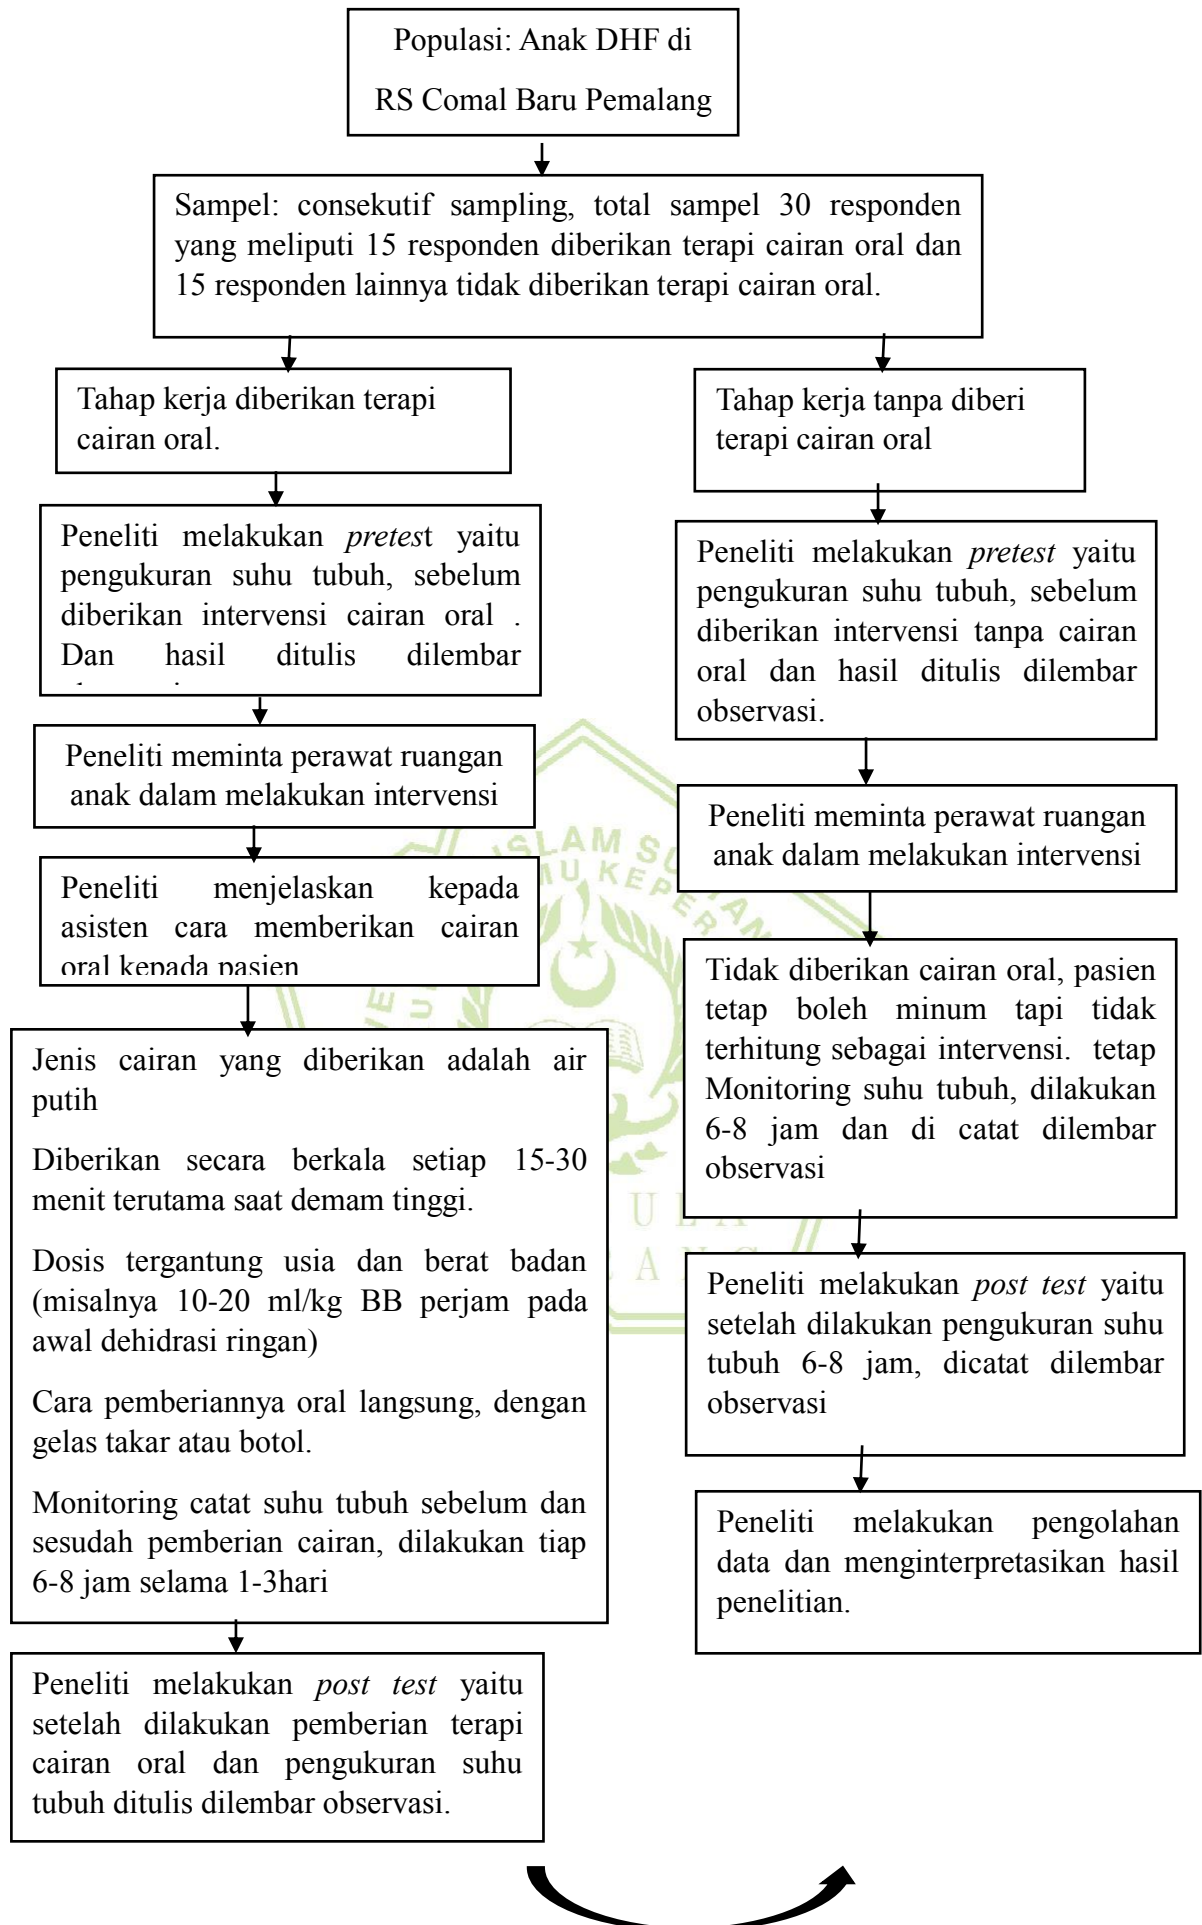 Populasi: Anak DHF di
RS Comal Baru Pemalang
Sampel: consekutif sampling, total sampel 30 responden
yang meliputi 15 responden diberikan terapi cairan oral dan
15 responden lainnya tidak diberikan terapi cairan oral.
Tahap kerja diberikan terapi
cairan oral.
Peneliti melakukan pretest yaitu
pengukuran suhu tubuh, sebelum
diberikan intervensi cairan oral .
Dan hasil ditulis dilembar
Peneliti meminta perawat ruangan
anak dalam melakukan intervensi
Peneliti menjelaskan kepada
asisten cara memberikan cairan
oral kepada pasien
Jenis cairan yang diberikan adalah air
putih
Diberikan secara berkala setiap 15-30
menit terutama saat demam tinggi.
Dosis tergantung usia dan berat badan
(misalnya 10-20 ml/kg BB perjam pada
awal dehidrasi ringan)
Cara pemberiannya oral langsung, dengan
gelas takar atau botol.
Monitoring catat suhu tubuh sebelum dan
sesudah pemberian cairan, dilakukan tiap
6-8 jam selama 1-3hari
Peneliti melakukan post test yaitu
setelah dilakukan pemberian terapi
cairan oral dan pengukuran suhu
tubuh ditulis dilembar observasi.
Tahap kerja tanpa diberi
terapi cairan oral
Peneliti melakukan pretest yaitu
pengukuran suhu tubuh, sebelum
diberikan intervensi tanpa cairan
oral dan hasil ditulis dilembar
observasi.
Peneliti meminta perawat ruangan
anak dalam melakukan intervensi
Tidak diberikan cairan oral, pasien
tetap boleh minum tapi tidak
terhitung sebagai intervensi. tetap
Monitoring suhu tubuh, dilakukan
6-8 jam dan di catat dilembar
observasi
Peneliti melakukan post test yaitu
setelah dilakukan pengukuran suhu
tubuh 6-8 jam, dicatat dilembar
observasi
Peneliti melakukan pengolahan
data dan menginterpretasikan hasil
penelitian.
ISLAM